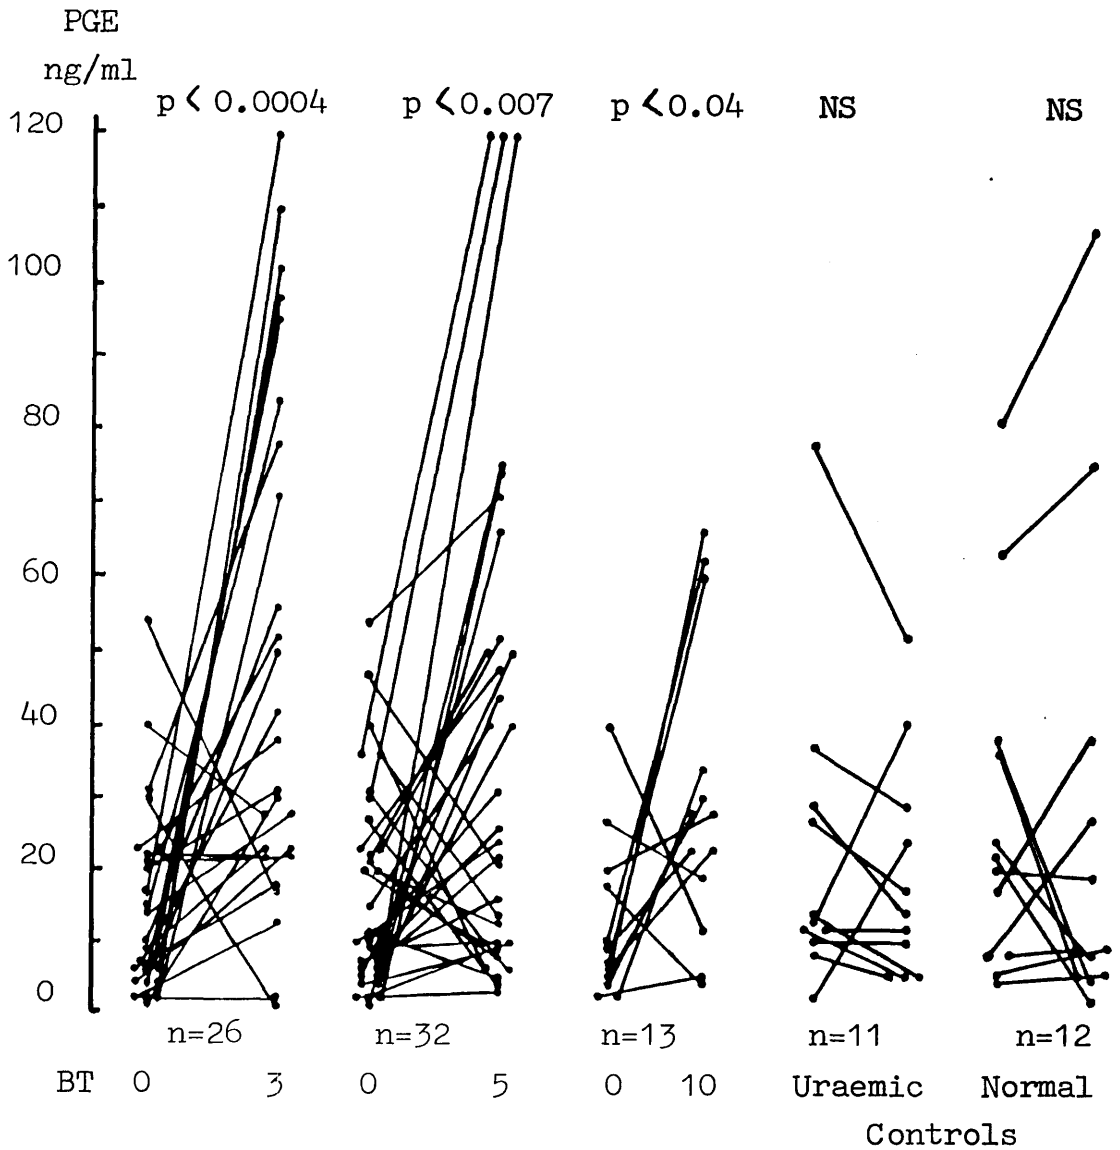 PGE
ng/ml
p < 0.0004 p < 0.007 p < 0.04 NS NS
120
100
80
60
40
20
0
n=26 n=32 n=13 n=11 n=12
BT 0 3 0 5 0 10 Uraemic Normal
Controls